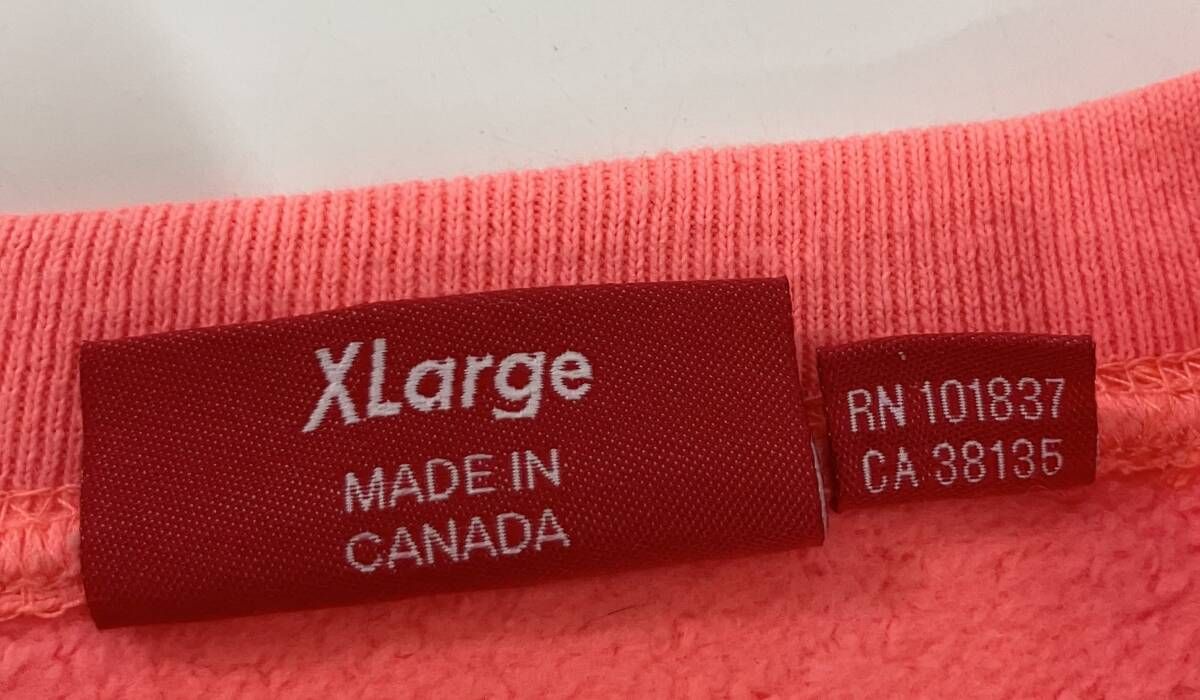 XLarge
MADE IN
CANADA
RN 101837
CA 38135